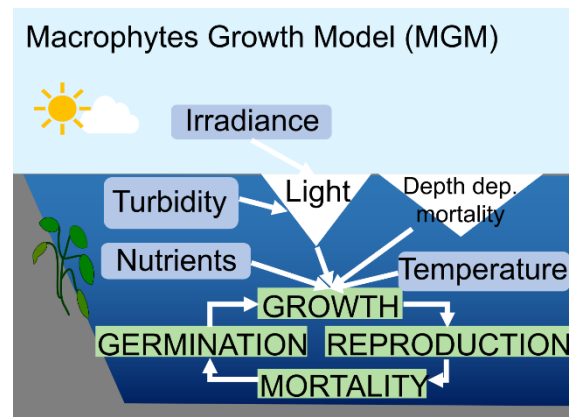 Macrophytes Growth Model (MGM)
Irradiance
Turbidity
Light
Depth dep.
mortality
Nutrients
Temperature
GROWTH
GERMINATION
REPRODUCTION
MORTALITY